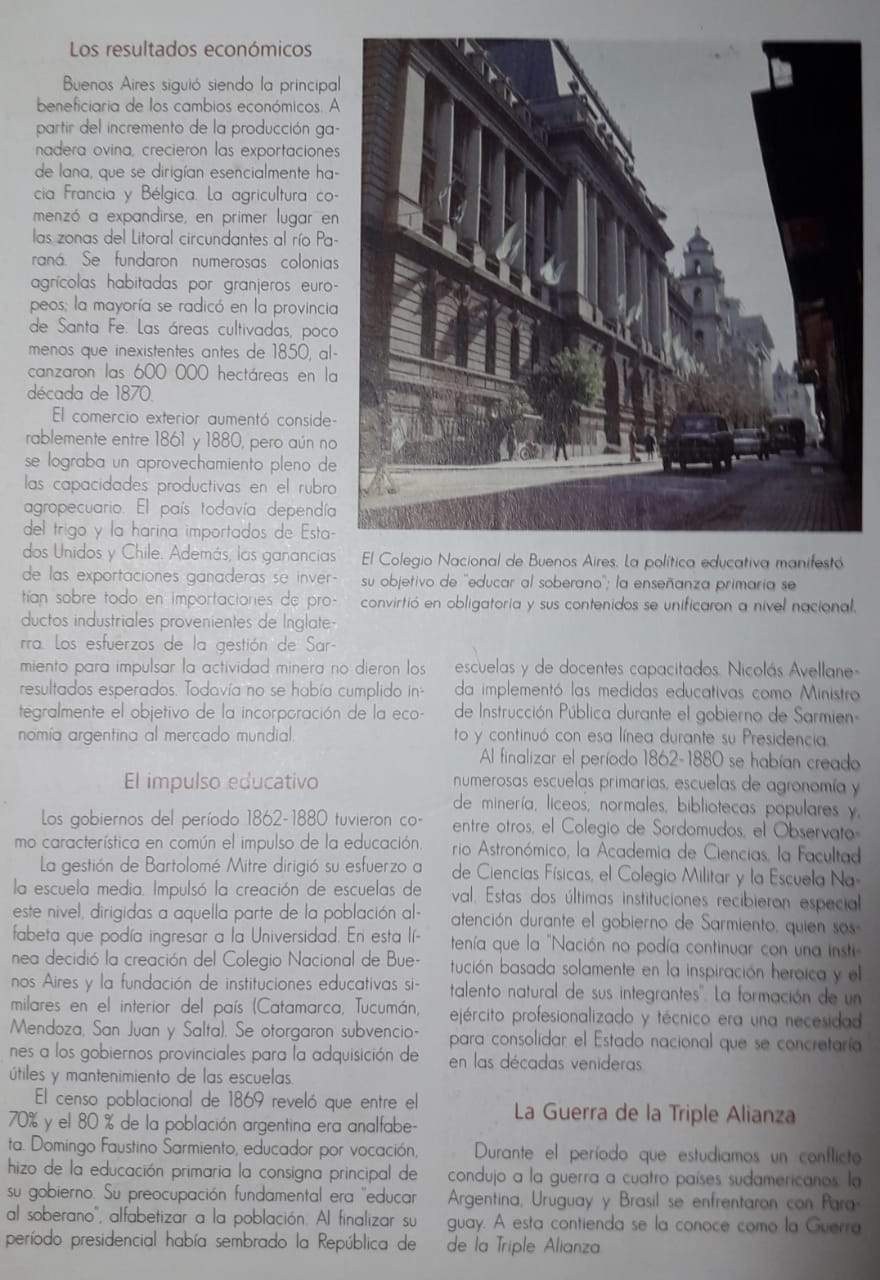 Los resultados económicos
Buenos Aires siguió siendo la principal
beneficiaria de los cambios económicos. A
partir del incremento de la producción ga-
nadera ovina, crecieron las exportaciones
de lana, que se dirigían esencialmente ha-
cia Francia y Bélgica. La agricultura co-
menzó a expandirse, en primer lugar en
las zonas del Litoral circundantes al río Pa-
raná. Se fundaron numerosas colonias
agrícolas habitadas por granjeros euro-
peos; la mayoría se radicó en la provincia
de Santa Fe. Las áreas cultivadas, poco
menos que inexistentes antes de 1850, al-
canzaron las 600 000 hectáreas en la
década de 1870.
El comercio exterior aumentó conside-
rablemente entre 1861 y 1880, pero aún no
se lograba un aprovechamiento pleno de
las capacidades productivas en el rubro
agropecuario. El país todavía dependía
del trigo y la harina importados de Esta-
dos Unidos y Chile. Además, las ganancias
de las exportaciones ganaderas se inver-
tían sobre todo en importaciones de pro-
ductos industriales provenientes de Inglate-
rra. Los esfuerzos de la gestión de Sar-
miento para impulsar la actividad minera no dieron los
resultados esperados. Todavía no se había cumplido in-
tegralmente el objetivo de la incorporación de la eco-
nomía argentina al mercado mundial.
El impulso educativo
Los gobiernos del período 1862-1880 tuvieron co-
mo característica en común el impulso de la educación.
La gestión de Bartolomé Mitre dirigió su esfuerzo a
la escuela media. Impulsó la creación de escuelas de
este nivel, dirigidas a aquella parte de la población al-
fabeta que podía ingresar a la Universidad. En esta lí-
nea decidió la creación del Colegio Nacional de Bue-
nos Aires y la fundación de instituciones educativas si-
milares en el interior del país (Catamarca, Tucumán,
Mendoza, San Juan y Salta). Se otorgaron subvencio-
nes a los gobiernos provinciales para la adquisición de
útiles y mantenimiento de las escuelas.
El censo poblacional de 1869 reveló que entre el
70% y el 80 % de la población argentina era analfabe-
ta. Domingo Faustino Sarmiento, educador por vocación,
hizo de la educación primaria la consigna principal de
su gobierno. Su preocupación fundamental era "educar
al soberano", alfabetizar a la población. Al finalizar su
período presidencial había sembrado la República de
El Colegio Nacional de Buenos Aires. La política educativa manifestó
su objetivo de "educar al soberano"; la enseñanza primaria se
convirtió en obligatoria y sus contenidos se unificaron a nivel nacional.
escuelas y de docentes capacitados. Nicolás Avellane-
da implementó las medidas educativas como Ministro
de Instrucción Pública durante el gobierno de Sarmien-
to y continuó con esa línea durante su Presidencia.
Al finalizar el período 1862-1880 se habían creado
numerosas escuelas primarias, escuelas de agronomía y
de minería, liceos, normales, bibliotecas populares y,
entre otros, el Colegio de Sordomudos, el Observato-
rio Astronómico, la Academia de Ciencias, la Facultad
de Ciencias Físicas, el Colegio Militar y la Escuela Na-
val. Estas dos últimas instituciones recibieron especial
atención durante el gobierno de Sarmiento, quien sos-
tenía que la "Nación no podía continuar con una insti-
tución basada solamente en la inspiración heroica y el
talento natural de sus integrantes". La formación de un
ejército profesionalizado y técnico era una necesidad
para consolidar el Estado nacional que se concretaría
en las décadas venideras.
La Guerra de la Triple Alianza
Durante el período que estudiamos un conflicto
condujo a la guerra a cuatro países sudamericanos: la
Argentina, Uruguay y Brasil se enfrentaron con Para-
guay. A esta contienda se la conoce como la Guerra
de la Triple Alianza.